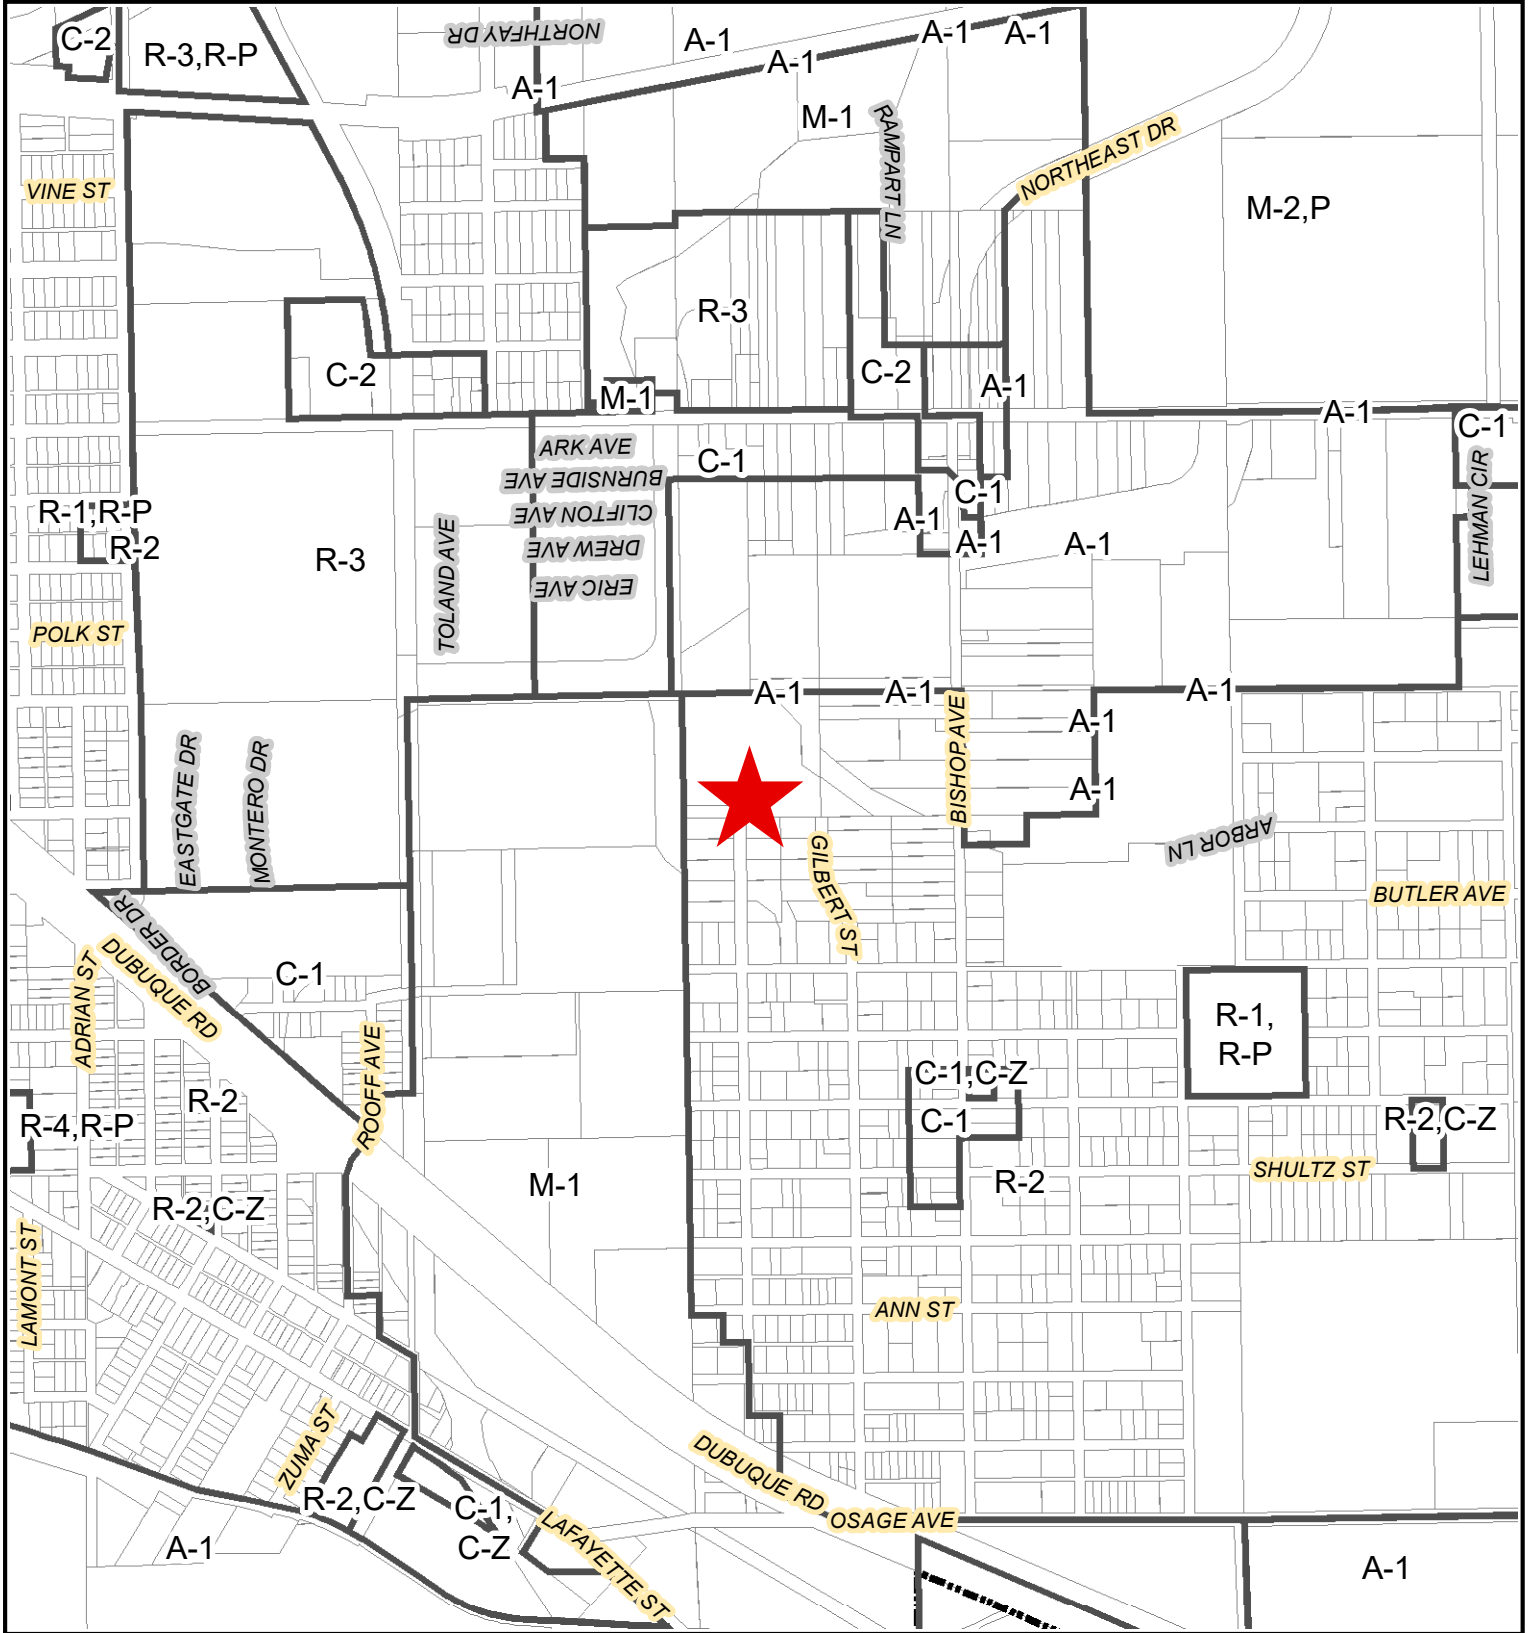 NORTHFAY DR
C-2
R-3,R-P
A-1
A-1
A-1
A-1
A-1
M-1
RAMPART LN
NORTHEAST DR
VINE ST
M-2,P
R-3
C-2
C-2
M-1
A-1
A-1
C-1
ARK AVE
BURNSIDE AVE
C-1
LEHMAN CIR
C-1
R-1,R-P
CLIFTON AVE
A-1
R-2
R-3
TOLAND AVE
DREW AVE
A-1
A-1
ERIC AVE
POLK ST
A-1
A-1
A-1
A-1
BISHOP AVE
EASTGATE DR
MONTERO DR
A-1
GILBERT ST
ARBOR LN
BUTLER AVE
BORDER DR
DUBUQUE RD
ADRIAN ST
C-1
R-1,
R-P
ROOFF AVE
C-1,C-Z
R-2
C-1
R-4,R-P
R-2,C-Z
M-1
R-2
SHULTZ ST
R-2,C-Z
LAMONT ST
ANN ST
ZUMA ST
DUBUQUE RD
R-2,C-Z
C-1,
C-Z
OSAGE AVE
LAFAYETTE ST
A-1
A-1